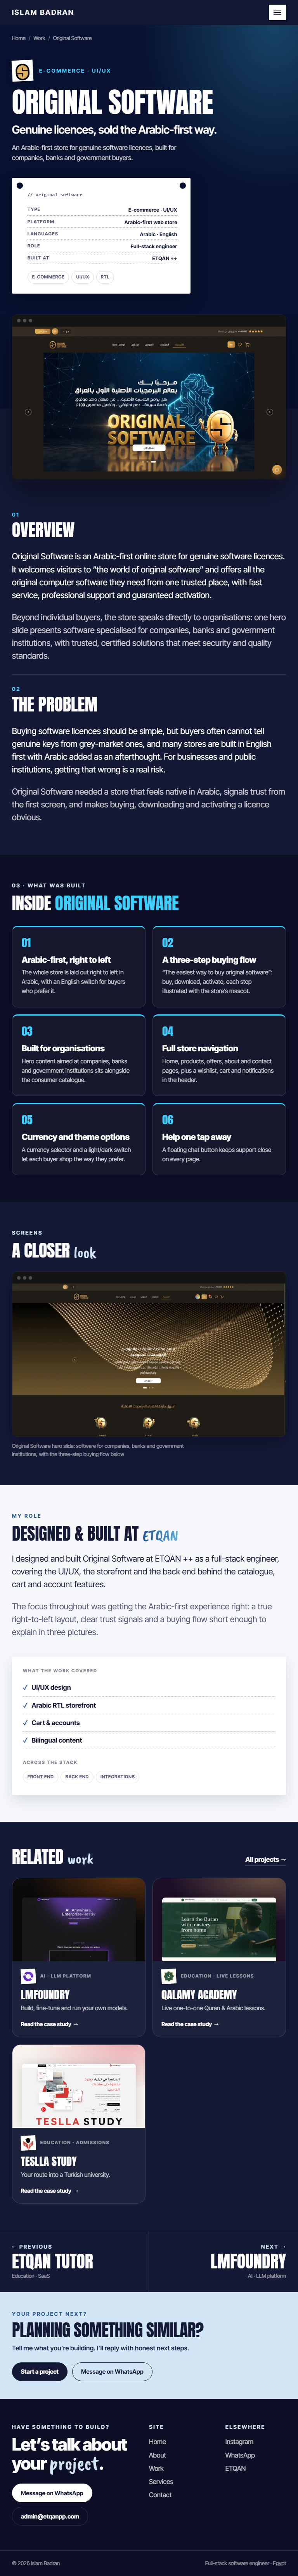 ISLAM BADRAN
Home / Work / Original Software
E-COMMERCE · UI/UX
ORIGINAL SOFTWARE
Genuine licences, sold the Arabic-first way.
An Arabic-first store for genuine software licences, built for
companies, banks and government buyers.
// original software
TYPE E-commerce · UI/UX
PLATFORM Arabic-first web store
LANGUAGES Arabic · English
ROLE Full-stack engineer
BUILT AT ETQAN ++
E-COMMERCE UI/UX RTL
ORIGINAL
SOFTWARE
01
OVERVIEW
Original Software is an Arabic-first online store for genuine software licences.
It welcomes visitors to "the world of original software" and offers all the
original computer software they need from one trusted place, with fast
service, professional support and guaranteed activation.
Beyond individual buyers, the store speaks directly to organisations: one hero
slide presents software specialised for companies, banks and government
institutions, with trusted, certified solutions that meet security and quality
standards.
02
THE PROBLEM
Buying software licences should be simple, but buyers often cannot tell
genuine keys from grey-market ones, and many stores are built in English
first with Arabic added as an afterthought. For businesses and public
institutions, getting that wrong is a real risk.
Original Software needed a store that feels native in Arabic, signals trust from
the first screen, and makes buying, downloading and activating a licence
obvious.
03 · WHAT WAS BUILT
INSIDE ORIGINAL SOFTWARE
01
Arabic-first, right to left
The whole store is laid out right to left in
Arabic, with an English switch for buyers
who prefer it.
02
A three-step buying flow
"The easiest way to buy original software":
buy, download, activate, each step
illustrated with the store's mascot.
03
Built for organisations
Hero content aimed at companies, banks
and government institutions sits alongside
the consumer catalogue.
04
Full store navigation
Home, products, offers, about and contact
pages, plus a wishlist, cart and notifications
in the header.
05
Currency and theme options
A currency selector and a light/dark switch
let each buyer shop the way they prefer.
06
Help one tap away
A floating chat button keeps support close
on every page.
SCREENS
A CLOSER look
Original Software hero slide: software for companies, banks and government
institutions, with the three-step buying flow below
MY ROLE
DESIGNED & BUILT AT ETQAN
I designed and built Original Software at ETQAN ++ as a full-stack engineer,
covering the UI/UX, the storefront and the back end behind the catalogue,
cart and account features.
The focus throughout was getting the Arabic-first experience right: a true
right-to-left layout, clear trust signals and a buying flow short enough to
explain in three pictures.
WHAT THE WORK COVERED
✓ UI/UX design
✓ Arabic RTL storefront
✓ Cart & accounts
✓ Bilingual content
ACROSS THE STACK
FRONT END BACK END INTEGRATIONS
RELATED work
All projects →
AI · LLM PLATFORM
LMFOUNDRY
Build, fine-tune and run your own models.
Read the case study →
Learn the Quran
EDUCATION · LIVE LESSONS
QALAMY ACADEMY
Live one-to-one Quran & Arabic lessons.
Read the case study →
TESLLA STUDY
EDUCATION · ADMISSIONS
TESLLA STUDY
Your route into a Turkish university.
Read the case study →
← PREVIOUS
ETQAN TUTOR
Education · SaaS
NEXT →
LMFOUNDRY
AI · LLM platform
YOUR PROJECT NEXT?
PLANNING SOMETHING SIMILAR?
Tell me what you're building. I'll reply with honest next steps.
Start a project Message on WhatsApp
HAVE SOMETHING TO BUILD?
Let's talk about
your project.
Message on WhatsApp
admin@etqanpp.com
SITE
Home
About
Work
Services
Contact
ELSEWHERE
Instagram
WhatsApp
ETQAN
© 2026 Islam Badran
Full-stack software engineer · Egypt